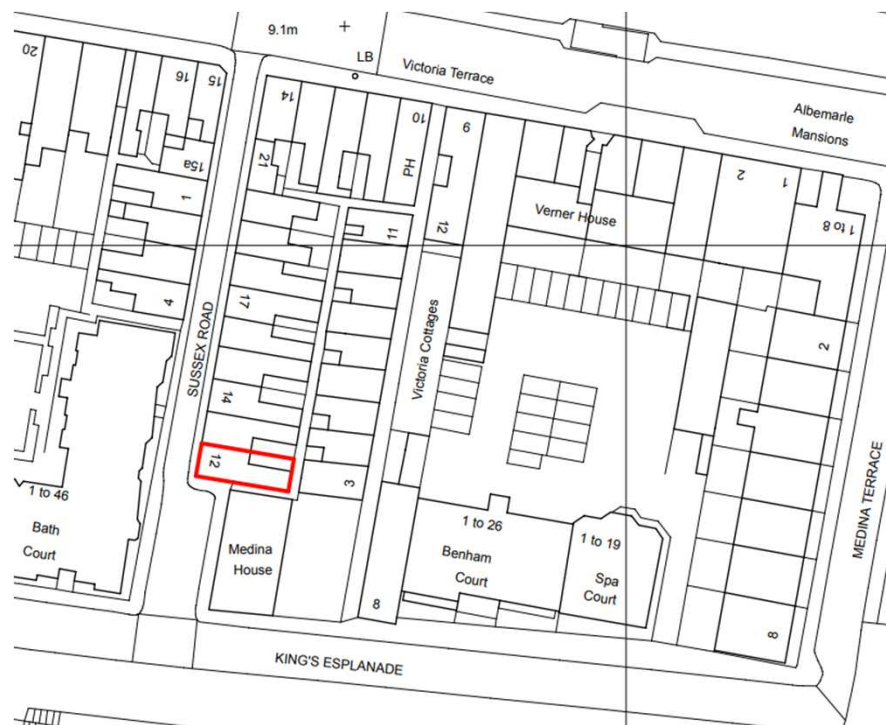 9.1m
LB
Victoria Terrace
Albemarle
Mansions
20
16
15
14
10
9
2
1
15a
21
PH
1
11
12
Verner House
1 to 8
4
17
Victoria Cottages
2
SUSSEX ROAD
14
12
3
1 to 46
Bath
Court
Medina
House
1 to 26
Benham
Court
1 to 19
Spa
Court
MEDINA TERRACE
8
8
KING'S ESPLANADE